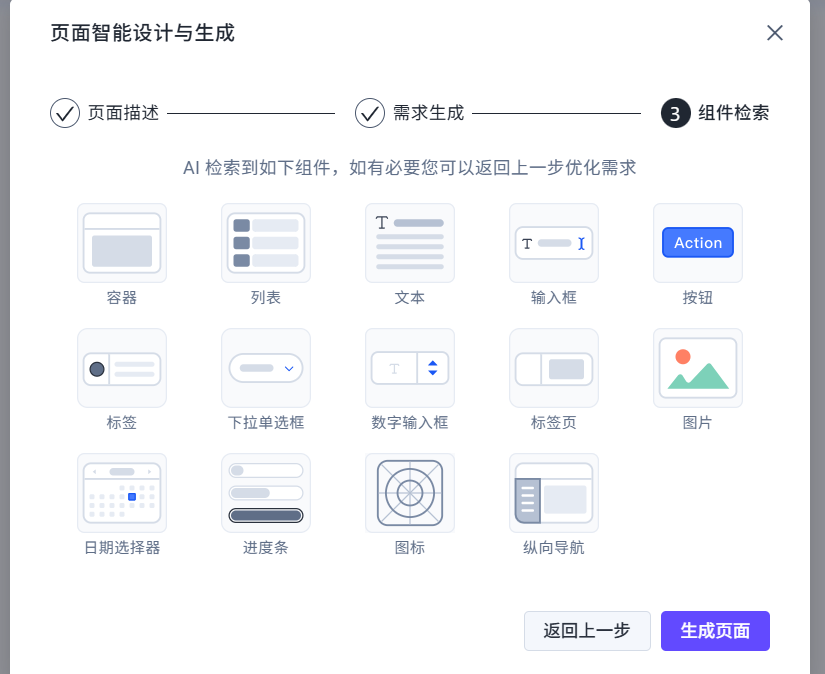 页面智能设计与生成
页面描述
需求生成
3 组件检索
AI 检索到如下组件，如有必要您可以返回上一步优化需求
T
T
Action
容器
列表
文本
输入框
按钮
T
标签
下拉单选框
数字输入框
标签页
图片
日期选择器
进度条
图标
纵向导航
返回上一步
生成页面